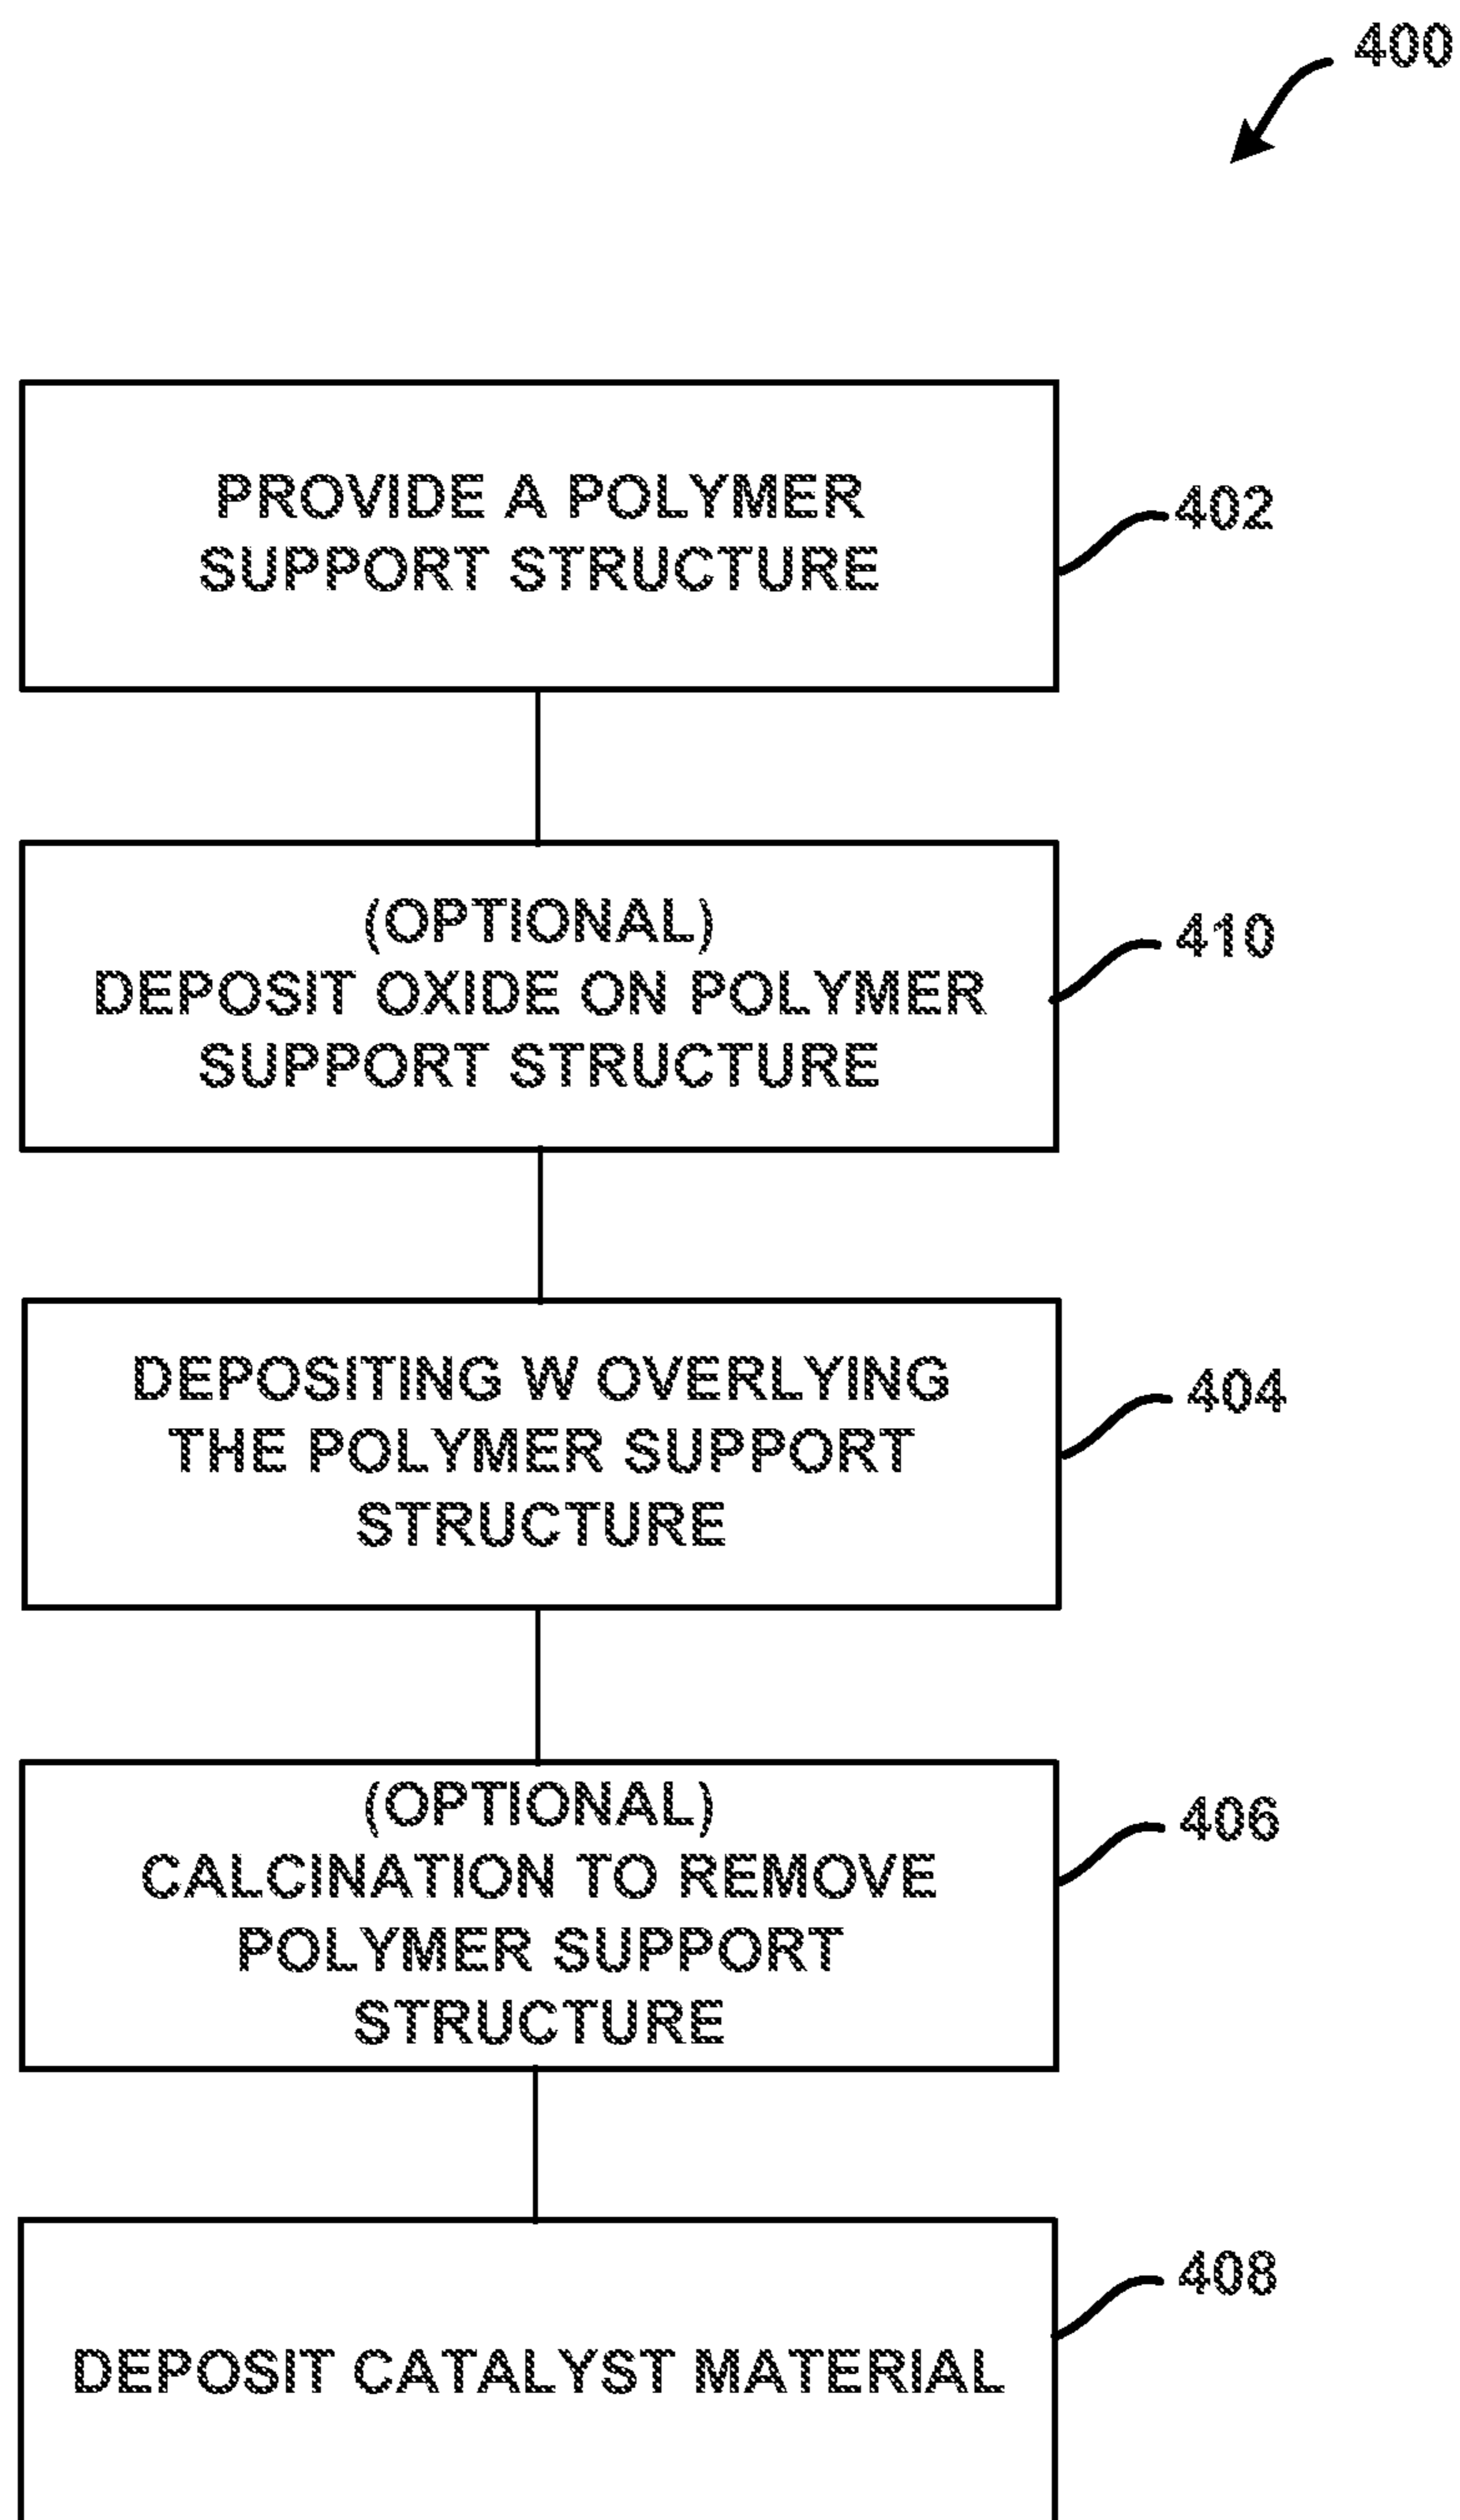 400
PROVIDE A POLYMER
SUPPORT STRUCTURE
402
(OPTIONAL)
DEPOSIT OXIDE ON POLYMER
SUPPORT STRUCTURE
410
DEPOSITING W OVERLYING
THE POLYMER SUPPORT
STRUCTURE
404
(OPTIONAL)
CALCINATION TO REMOVE
POLYMER SUPPORT
STRUCTURE
406
DEPOSIT CATALYST MATERIAL
408